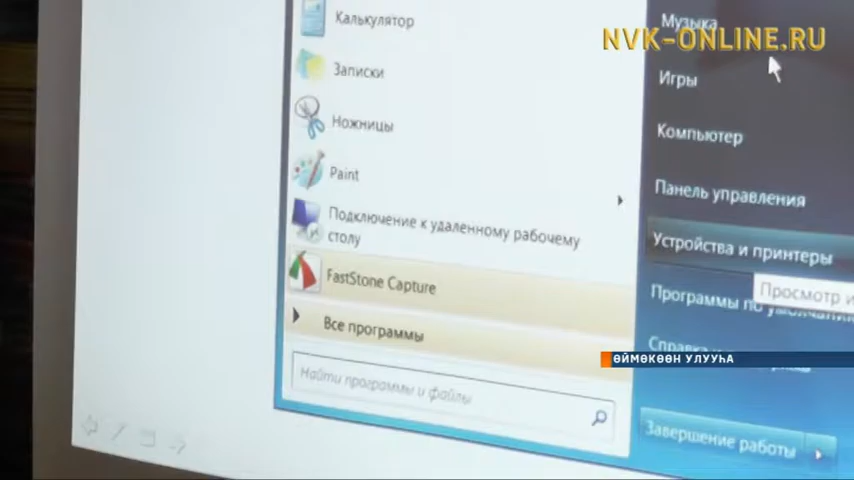 NVK-ONLINE.RU
Калькулятор
Записки
Ножницы
Paint
Подключение к удаленному рабочему
столу
FastStone Capture
Все программы
Найти программы и файлы
Музыка
Игры
Компьютер
Панель управления
Устройства и принтеры
Просмотр и
Программы по умолчанию
Справка
ӨЙМӨКӨӨН УЛУУҺА
Завершение работы